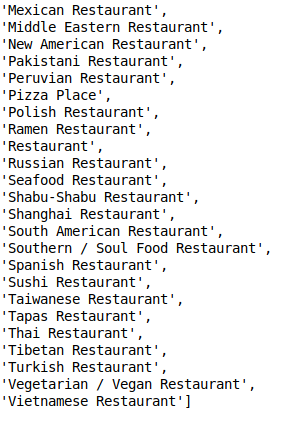 'Mexican Restaurant',
'Middle Eastern Restaurant',
'New American Restaurant',
'Pakistani Restaurant',
'Peruvian Restaurant',
'Pizza Place',
'Polish Restaurant',
'Ramen Restaurant',
'Restaurant',
'Russian Restaurant',
'Seafood Restaurant',
'Shabu-Shabu Restaurant',
'Shanghai Restaurant',
'South American Restaurant',
'Southern / Soul Food Restaurant',
'Spanish Restaurant',
'Sushi Restaurant',
'Taiwanese Restaurant',
'Tapas Restaurant',
'Thai Restaurant',
'Tibetan Restaurant',
'Turkish Restaurant',
'Vegetarian / Vegan Restaurant',
'Vietnamese Restaurant']